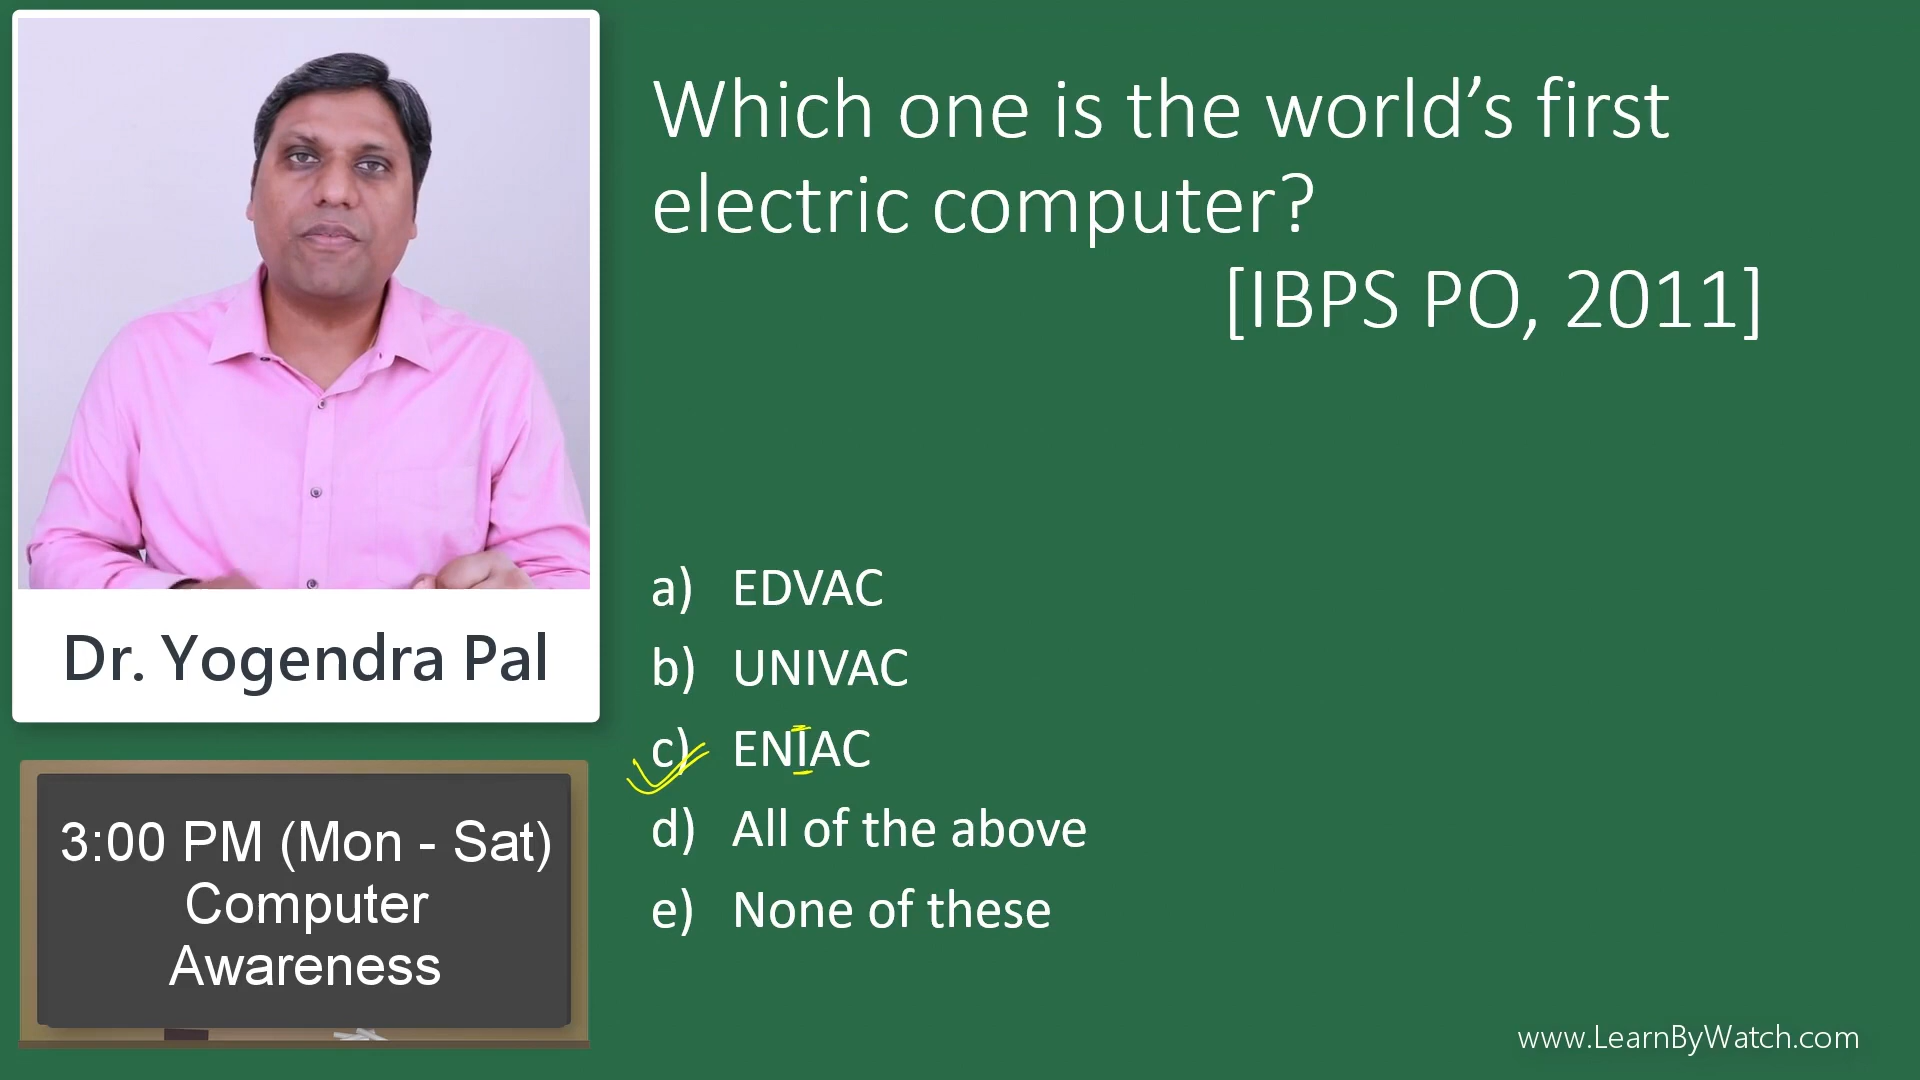 Which one is the world’s first
electric computer?
[IBPS PO, 2011]
a) EDVAC
b) UNIVAC
c) ENIAC
d) All of the above
e) None of these
Dr. Yogendra Pal
3:00 PM (Mon - Sat)
Computer
Awareness
www.LearnByWatch.com